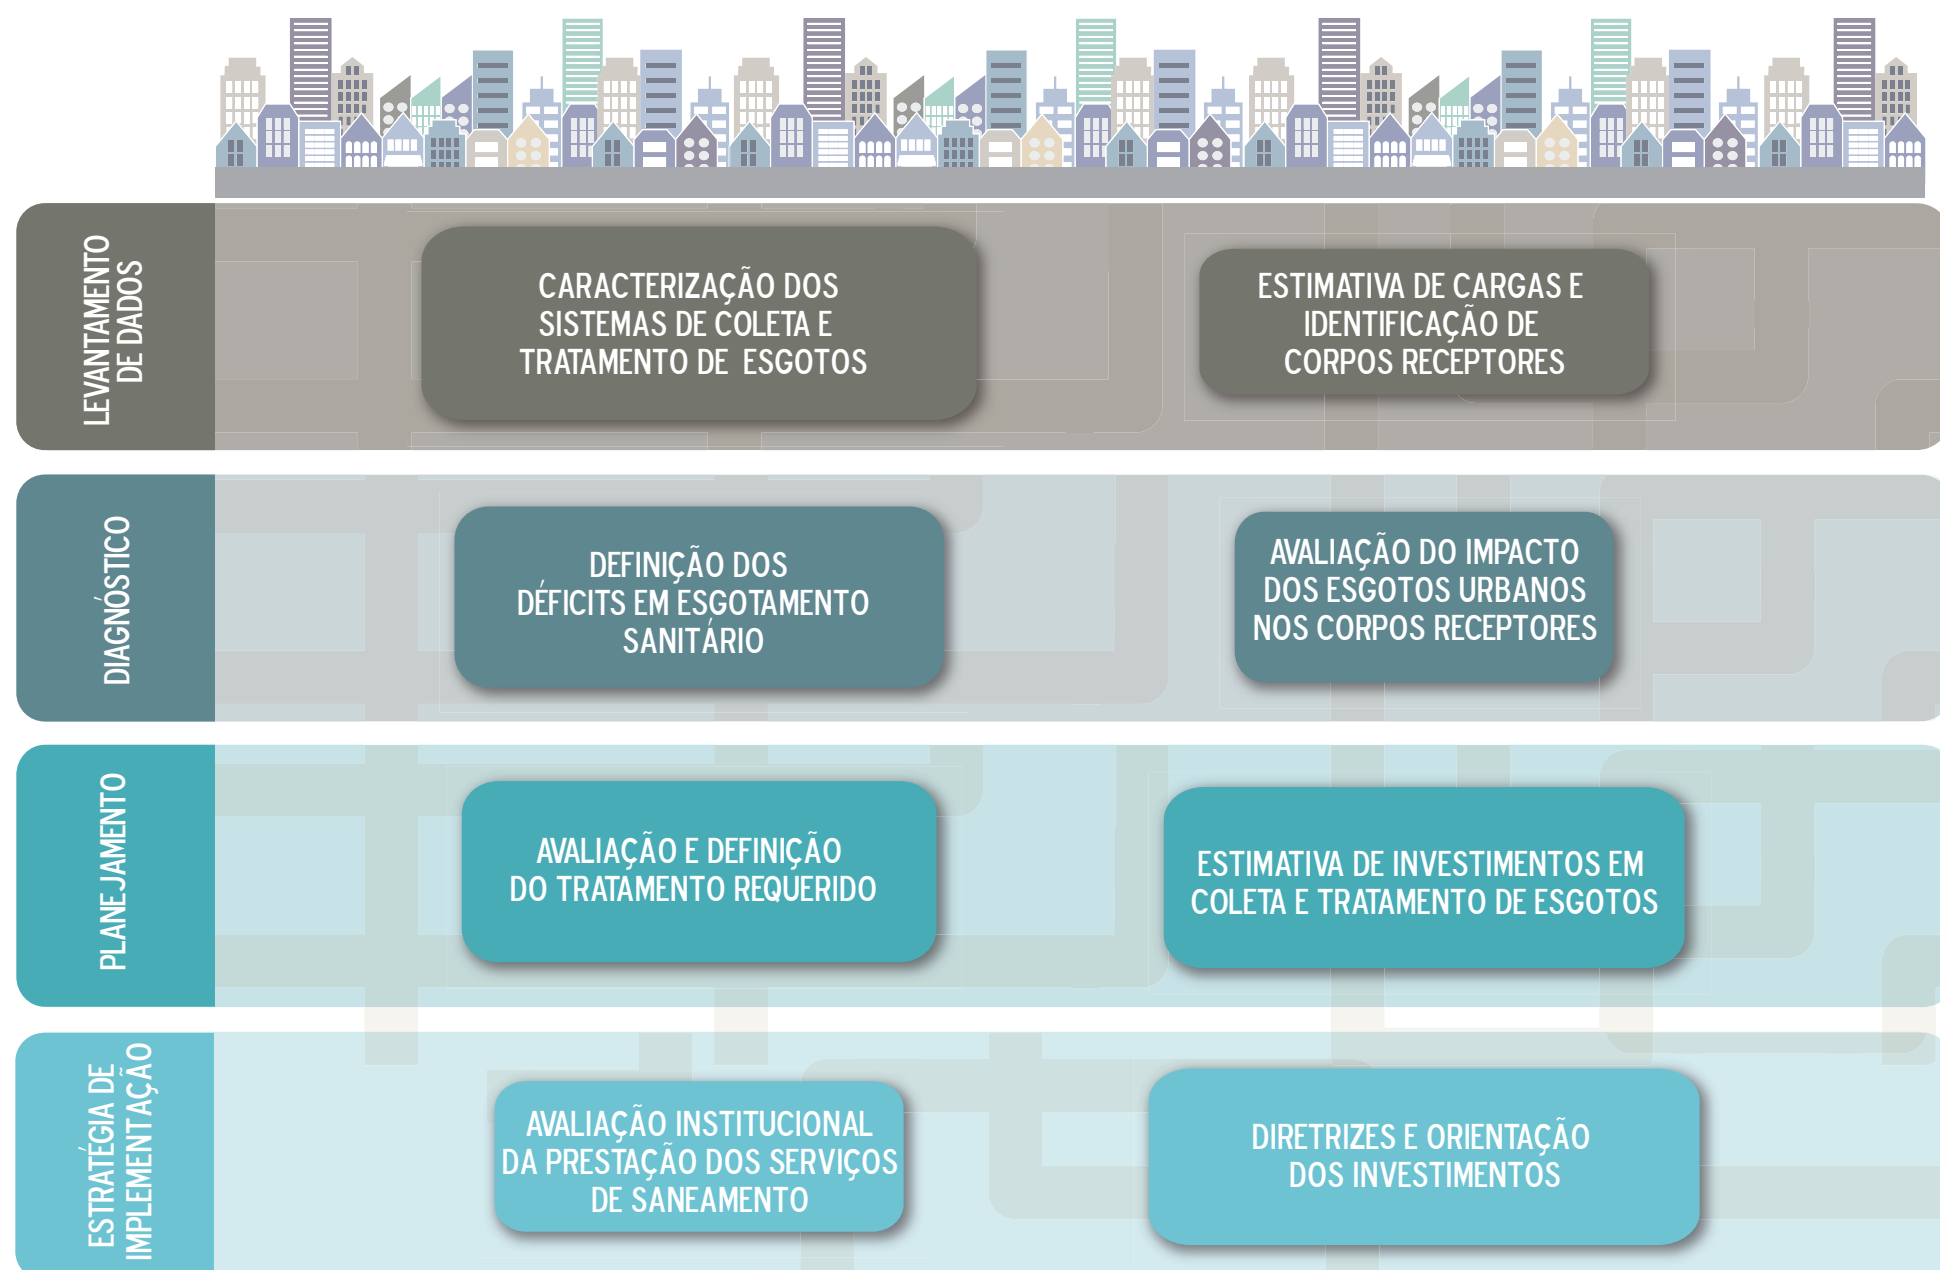 LEVANTAMENTO
DE DADOS
CARACTERIZAÇÃO DOS
SISTEMAS DE COLETA E
TRATAMENTO DE ESGOTOS
ESTIMATIVA DE CARGAS E
IDENTIFICAÇÃO DE
CORPOS RECEPTORES
DIAGNÓSTICO
DEFINIÇÃO DOS
DÉFICITS EM ESGOTAMENTO
SANITÁRIO
AVALIAÇÃO DO IMPACTO
DOS ESGOTOS URBANOS
NOS CORPOS RECEPTORES
PLANEJAMENTO
AVALIAÇÃO E DEFINIÇÃO
DO TRATAMENTO REQUERIDO
ESTIMATIVA DE INVESTIMENTOS EM
COLETA E TRATAMENTO DE ESGOTOS
ESTRATÉGIA DE
IMPLEMENTAÇÃO
AVALIAÇÃO INSTITUCIONAL
DA PRESTAÇÃO DOS SERVIÇOS
DE SANEAMENTO
DIRETRIZES E ORIENTAÇÃO
DOS INVESTIMENTOS